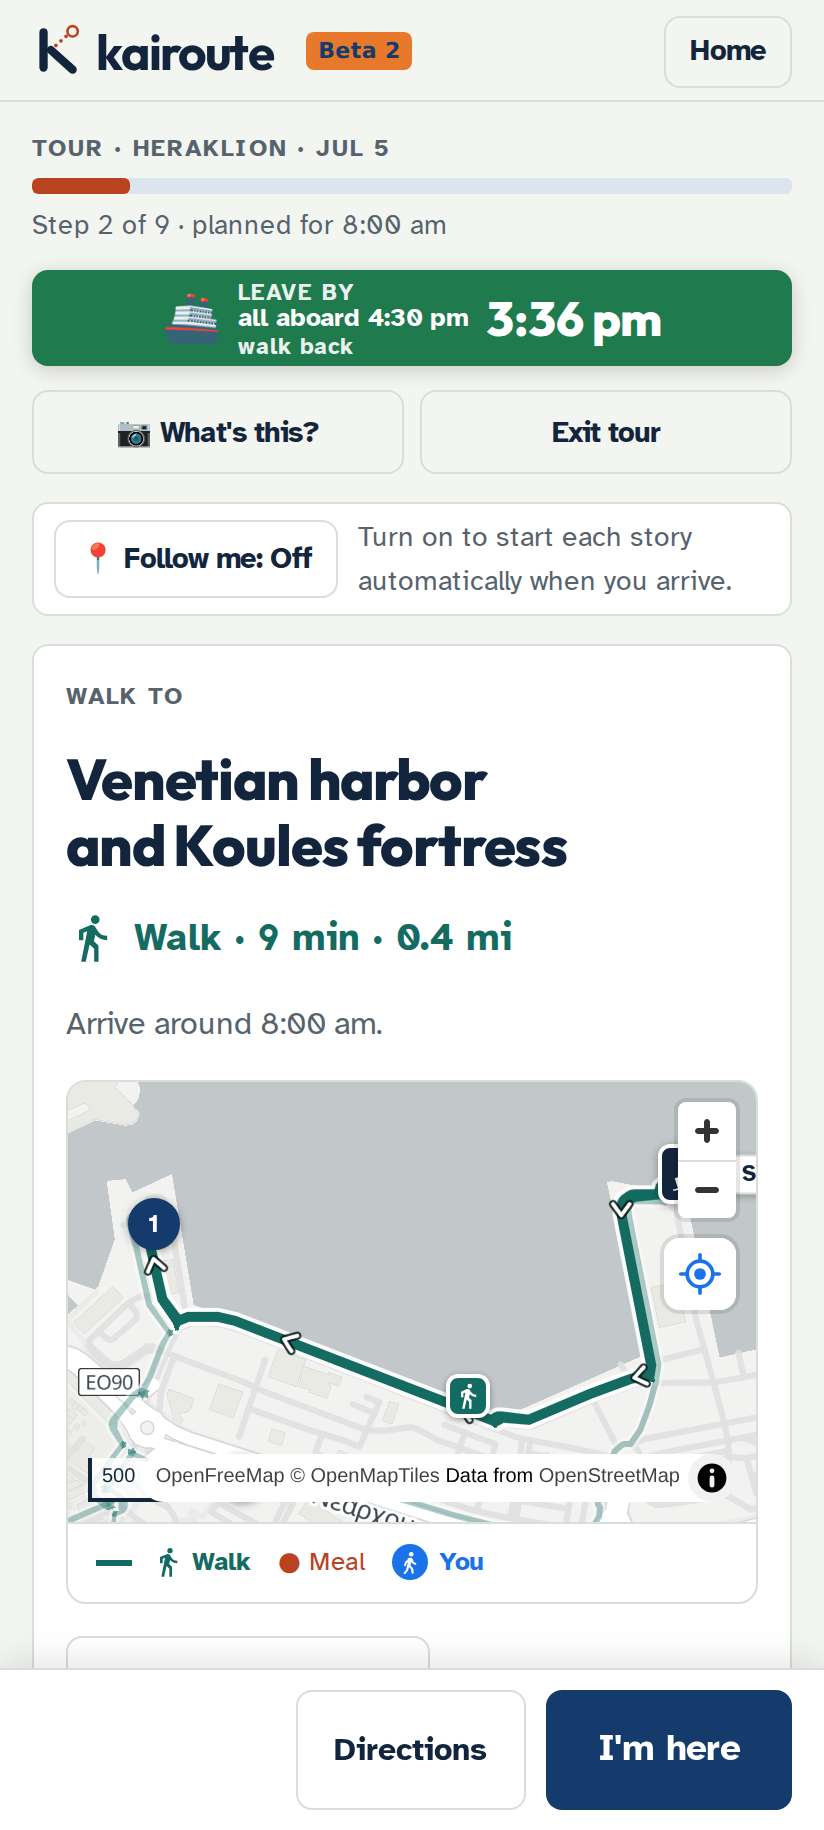 kairoute
Beta 2
Home
TOUR · HERAKLION · JUL 5
Step 2 of 9 · planned for 8:00 am
LEAVE BY
all aboard 4:30 pm
walk back
3:36 pm
What's this?
Exit tour
Follow me: Off
Turn on to start each story
automatically when you arrive.
WALK TO
Venetian harbor
and Koules fortress
Walk · 9 min · 0.4 mi
Arrive around 8:00 am.
+
−
S
1
EO90
500
OpenFreeMap © OpenMapTiles Data from OpenStreetMap
Walk
Meal
You
Directions
I'm here